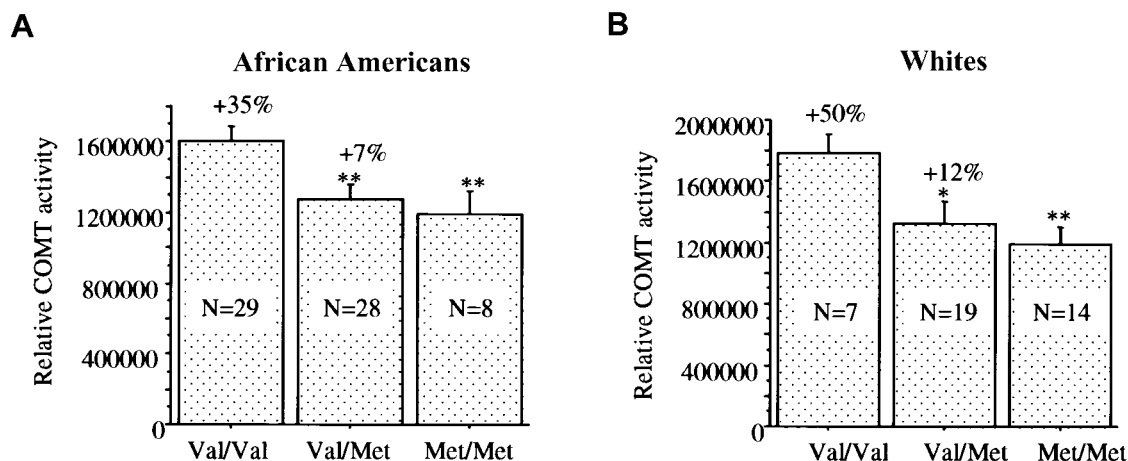 A
African Americans
Relative COMT activity
1600000
1200000
800000
400000
0
+35%
+7%
**
**
N=29
N=28
N=8
Val/Val
Val/Met
Met/Met
B
Whites
Relative COMT activity
2000000
1600000
1200000
800000
400000
0
+50%
+12%
*
**
N=7
N=19
N=14
Val/Val
Val/Met
Met/Met